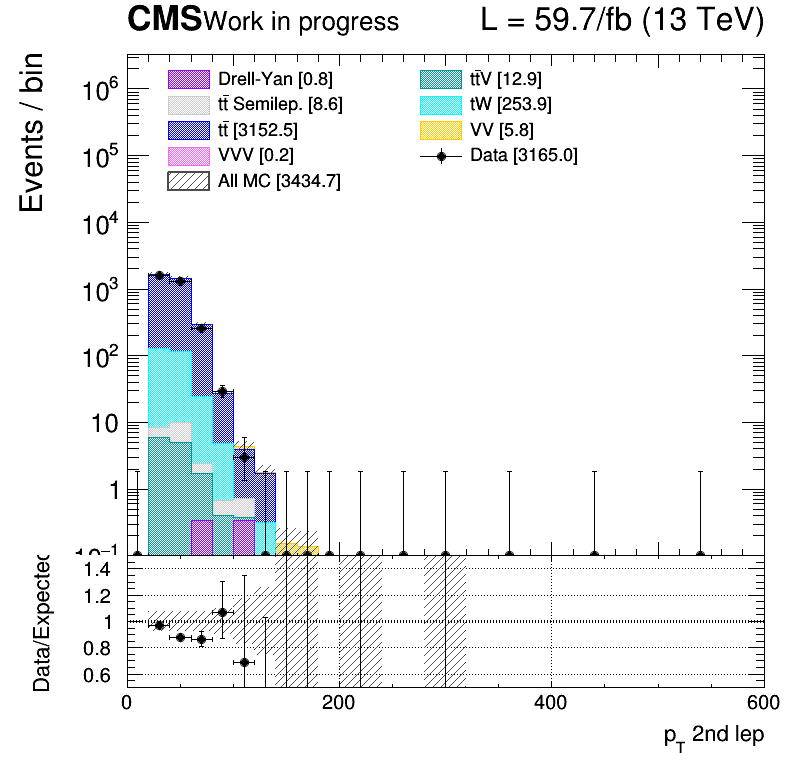 CMS Work in progress L = 59.7/fb (13 TeV)
Events / bin
Drell-Yan [0.8]
tt̄ Semilep. [8.6]
tt̄ [3152.5]
VVV [0.2]
All MC [3434.7]
tt̄V [12.9]
tW [253.9]
VV [5.8]
Data [3165.0]
10⁶
10⁵
10⁴
10³
10²
10
1
10⁻¹
Data/Expected
1.4
1.2
1
0.8
0.6
0 200 400 600
p_T 2nd lep